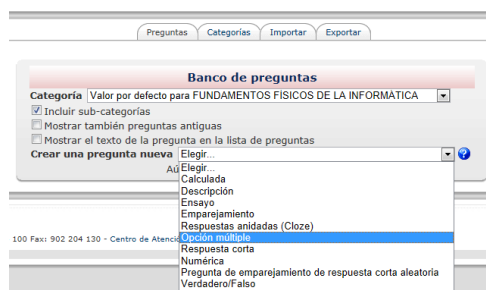 Preguntas Categorías Importar Exportar
Banco de preguntas
Categoría Valor por defecto para FUNDAMENTOS FÍSICOS DE LA INFORMÁTICA
Incluir sub-categorías
Mostrar también preguntas antiguas
Mostrar el texto de la pregunta en la lista de preguntas
Crear una pregunta nueva Elegir...
Aú
Elegir...
Calculada
Descripción
Ensayo
Emparejamiento
Respuestas anidadas (Cloze)
100 Fax: 902 204 130 - Centro de Atenció
Opción múltiple
Respuesta corta
Numérica
Pregunta de emparejamiento de respuesta corta aleatoria
Verdadero/Falso